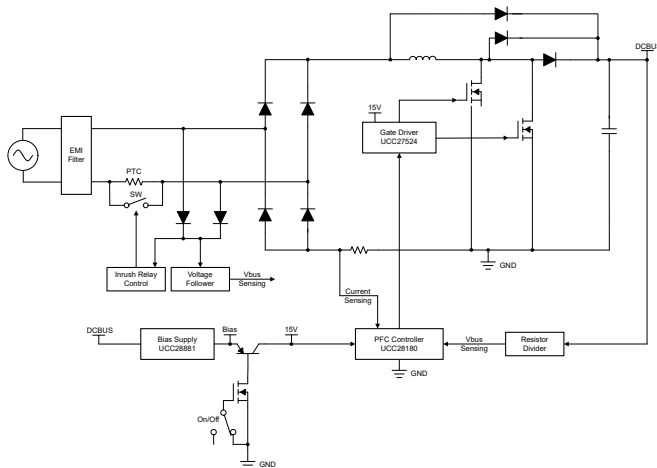 DCBUS
15V
Gate Driver
UCC27524
EMI
Filter
PTC
SW
GND
Inrush Relay
Control
Voltage
Follower
Vbus
Sensing
Current
Sensing
DCBUS
Bias Supply
UCC28881
Bias
15V
PFC Controller
UCC28180
Vbus
Sensing
Resistor
Divider
GND
On/Off
GND